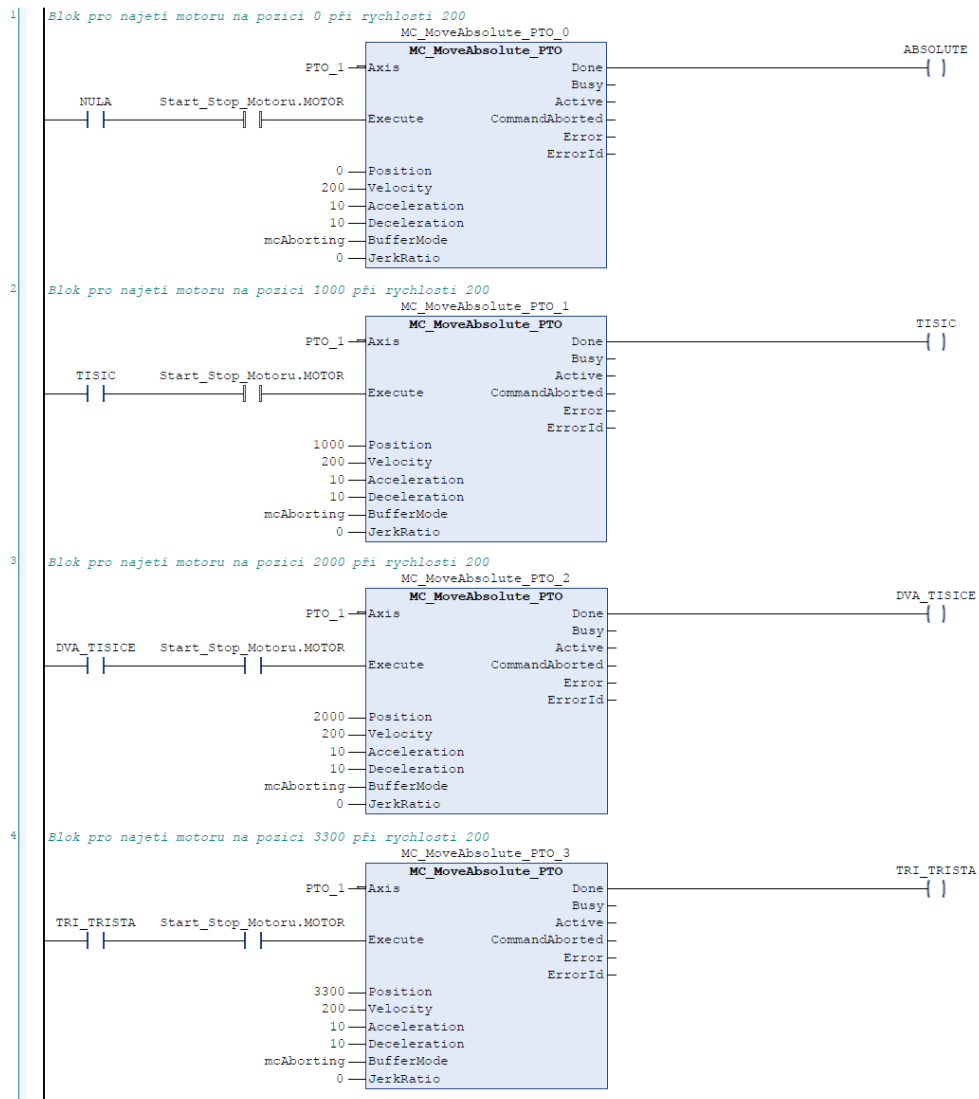 1 Blok pro najetí motoru na pozici 0 při rychlosti 200
MC_MoveAbsolute_PTO_0
MC_MoveAbsolute_PTO
ABSOLUTE
PTO_1 Axis Done
Busy
NULA Start_Stop_Motoru.MOTOR Active
Execute CommandAborted
Error
ErrorId
0 Position
200 Velocity
10 Acceleration
10 Deceleration
mcAborting BufferMode
0 JerkRatio
2 Blok pro najetí motoru na pozici 1000 při rychlosti 200
MC_MoveAbsolute_PTO_1
MC_MoveAbsolute_PTO
TISIC
PTO_1 Axis Done
Busy
TISIC Start_Stop_Motoru.MOTOR Active
Execute CommandAborted
Error
ErrorId
1000 Position
200 Velocity
10 Acceleration
10 Deceleration
mcAborting BufferMode
0 JerkRatio
3 Blok pro najetí motoru na pozici 2000 při rychlosti 200
MC_MoveAbsolute_PTO_2
MC_MoveAbsolute_PTO
DVA_TISICE
PTO_1 Axis Done
Busy
DVA_TISICE Start_Stop_Motoru.MOTOR Active
Execute CommandAborted
Error
ErrorId
2000 Position
200 Velocity
10 Acceleration
10 Deceleration
mcAborting BufferMode
0 JerkRatio
4 Blok pro najetí motoru na pozici 3300 při rychlosti 200
MC_MoveAbsolute_PTO_3
MC_MoveAbsolute_PTO
TRI_TRISTA
PTO_1 Axis Done
Busy
TRI_TRISTA Start_Stop_Motoru.MOTOR Active
Execute CommandAborted
Error
ErrorId
3300 Position
200 Velocity
10 Acceleration
10 Deceleration
mcAborting BufferMode
0 JerkRatio